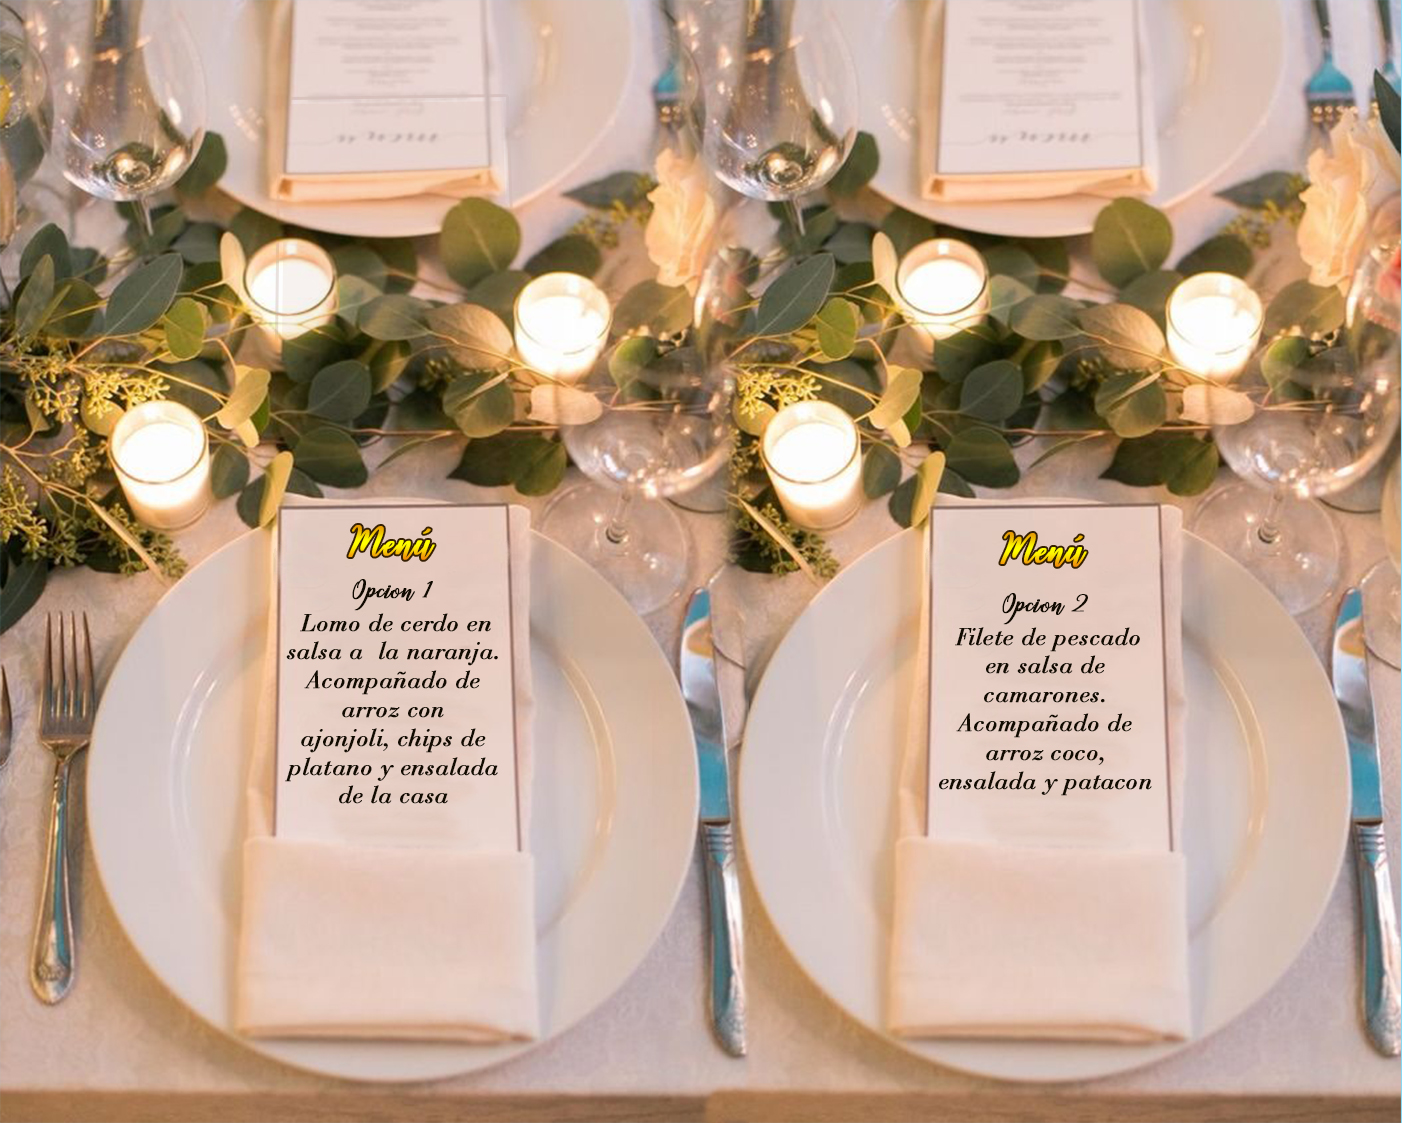 Menú
Opcion 1
Lomo de cerdo en
salsa a la naranja.
Acompañado de
arroz con
ajonjoli, chips de
platano y ensalada
de la casa
Menú
Opcion 2
Filete de pescado
en salsa de
camarones.
Acompañado de
arroz coco,
ensalada y patacon